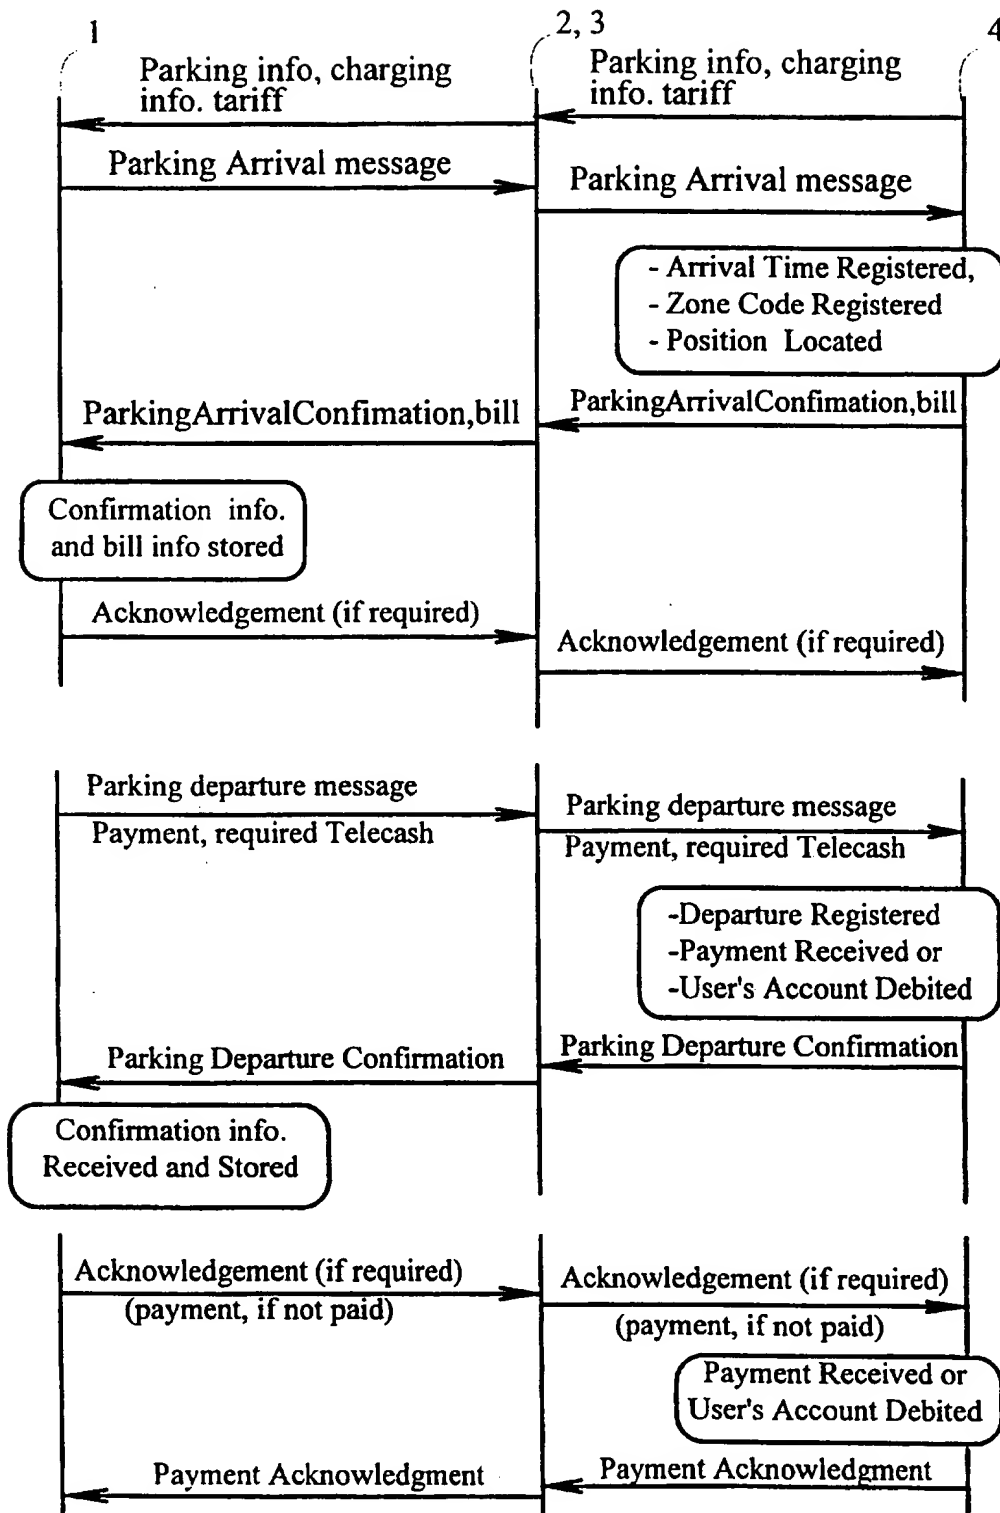 1
2, 3
4
Parking info, charging
info. tariff
Parking info, charging
info. tariff
Parking Arrival message
Parking Arrival message
- Arrival Time Registered,
- Zone Code Registered
- Position Located
ParkingArrivalConfimation,bill
ParkingArrivalConfimation,bill
Confirmation info.
and bill info stored
Acknowledgement (if required)
Acknowledgement (if required)
Parking departure message
Payment, required Telecash
Parking departure message
Payment, required Telecash
-Departure Registered
-Payment Received or
-User's Account Debited
Parking Departure Confirmation
Parking Departure Confirmation
Confirmation info.
Received and Stored
Acknowledgement (if required)
(payment, if not paid)
Acknowledgement (if required)
(payment, if not paid)
Payment Received or
User's Account Debited
Payment Acknowledgment
Payment Acknowledgment